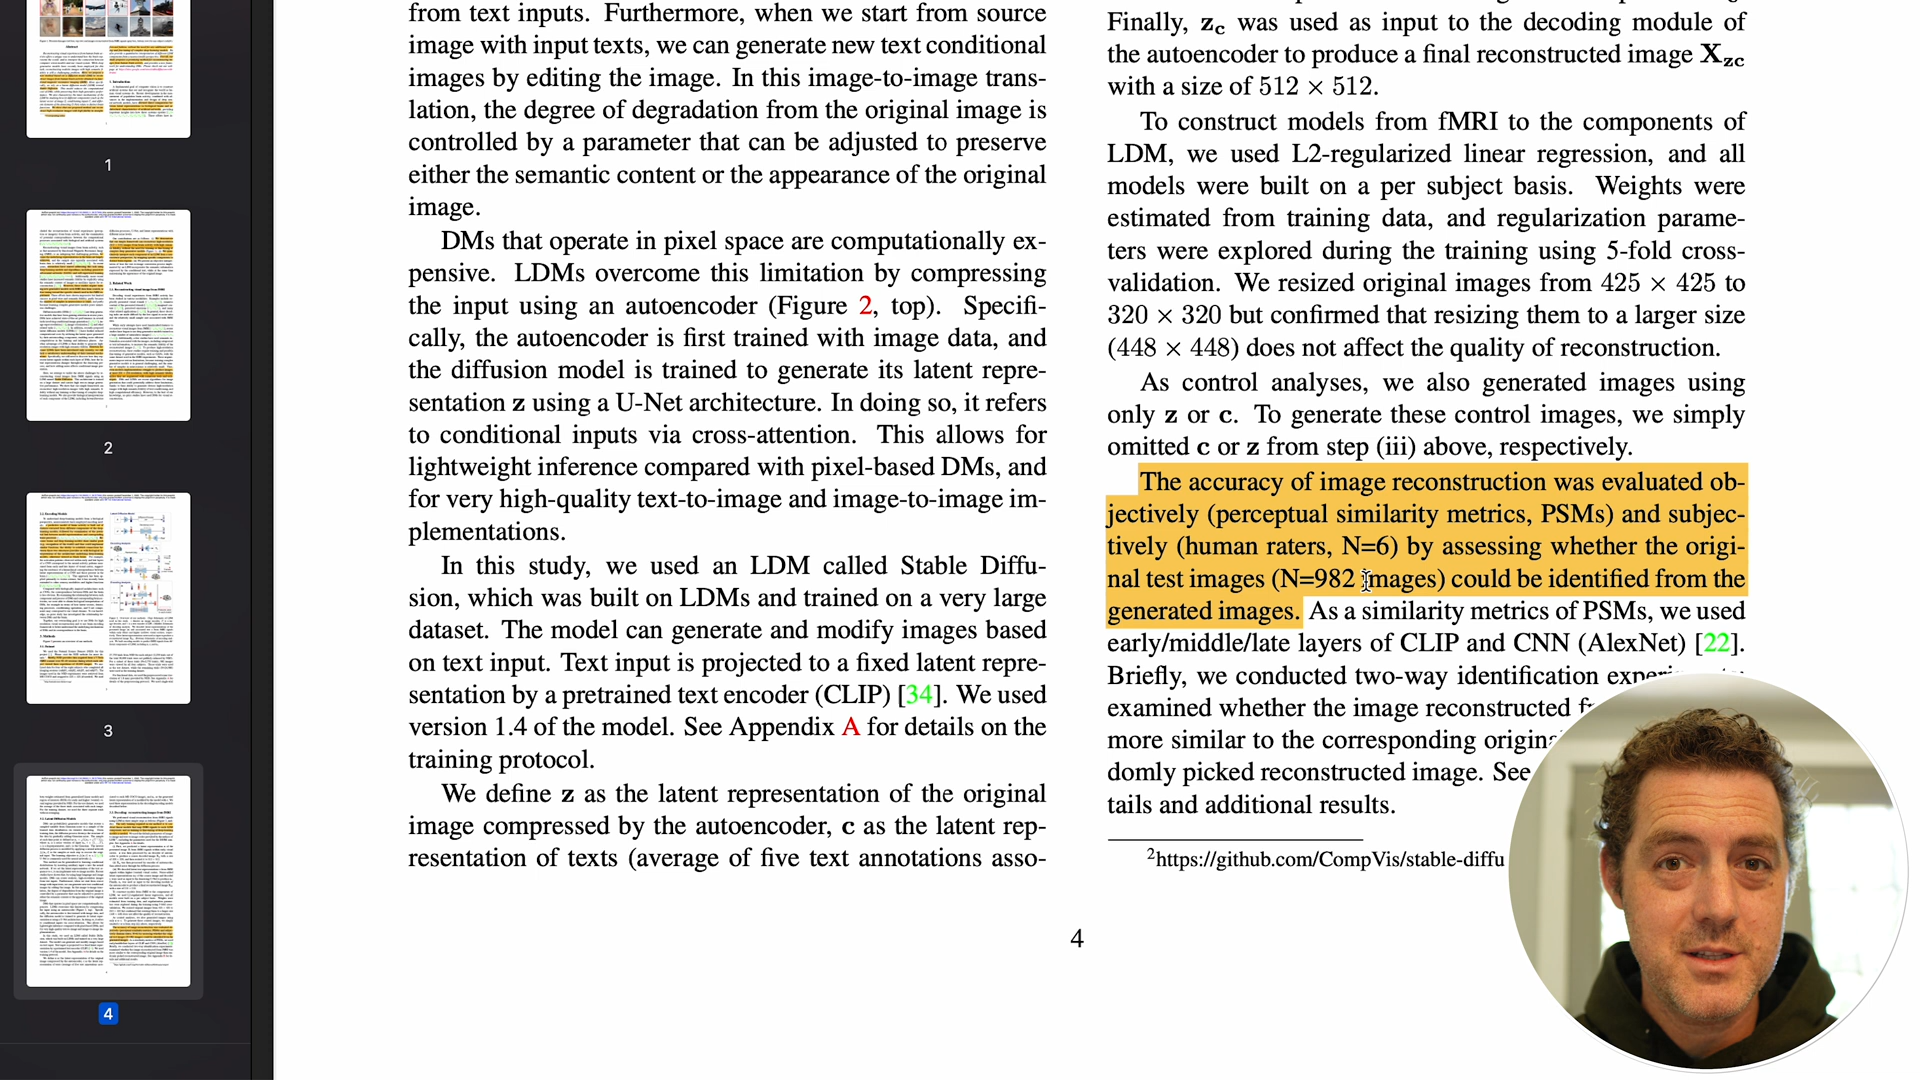 1
2
3
4
from text inputs. Furthermore, when we start from source
image with input texts, we can generate new text conditional
images by editing the image. In this image-to-image trans-
lation, the degree of degradation from the original image is
controlled by a parameter that can be adjusted to preserve
either the semantic content or the appearance of the original
image.
DMs that operate in pixel space are computationally ex-
pensive. LDMs overcome this limitation by compressing
the input using an autoencoder (Figure 2, top). Specifi-
cally, the autoencoder is first trained with image data, and
the diffusion model is trained to generate its latent repre-
sentation z using a U-Net architecture. In doing so, it refers
to conditional inputs via cross-attention. This allows for
lightweight inference compared with pixel-based DMs, and
for very high-quality text-to-image and image-to-image im-
plementations.
In this study, we used an LDM called Stable Diffu-
sion, which was built on LDMs and trained on a very large
dataset. The model can generate and modify images based
on text input. Text input is projected to a fixed latent repre-
sentation by a pretrained text encoder (CLIP) [34]. We used
version 1.4 of the model. See Appendix A for details on the
training protocol.
We define z as the latent representation of the original
image compressed by the autoencoder, c as the latent rep-
resentation of texts (average of five text annotations asso-
Finally, zc was used as input to the decoding module of
the autoencoder to produce a final reconstructed image Xzc
with a size of 512 × 512.
To construct models from fMRI to the components of
LDM, we used L2-regularized linear regression, and all
models were built on a per subject basis. Weights were
estimated from training data, and regularization parame-
ters were explored during the training using 5-fold cross-
validation. We resized original images from 425 × 425 to
320 × 320 but confirmed that resizing them to a larger size
(448 × 448) does not affect the quality of reconstruction.
As control analyses, we also generated images using
only z or c. To generate these control images, we simply
omitted c or z from step (iii) above, respectively.
The accuracy of image reconstruction was evaluated ob-
jectively (perceptual similarity metrics, PSMs) and subjec-
tively (human raters, N=6) by assessing whether the origi-
nal test images (N=982 images) could be identified from the
generated images. As a similarity metrics of PSMs, we used
early/middle/late layers of CLIP and CNN (AlexNet) [22].
Briefly, we conducted two-way identification
examined whether the image reconstructed
more similar to the corresponding
domly picked reconstructed image. See
tails and additional results.
2https://github.com/CompVis/stable-diffu
4